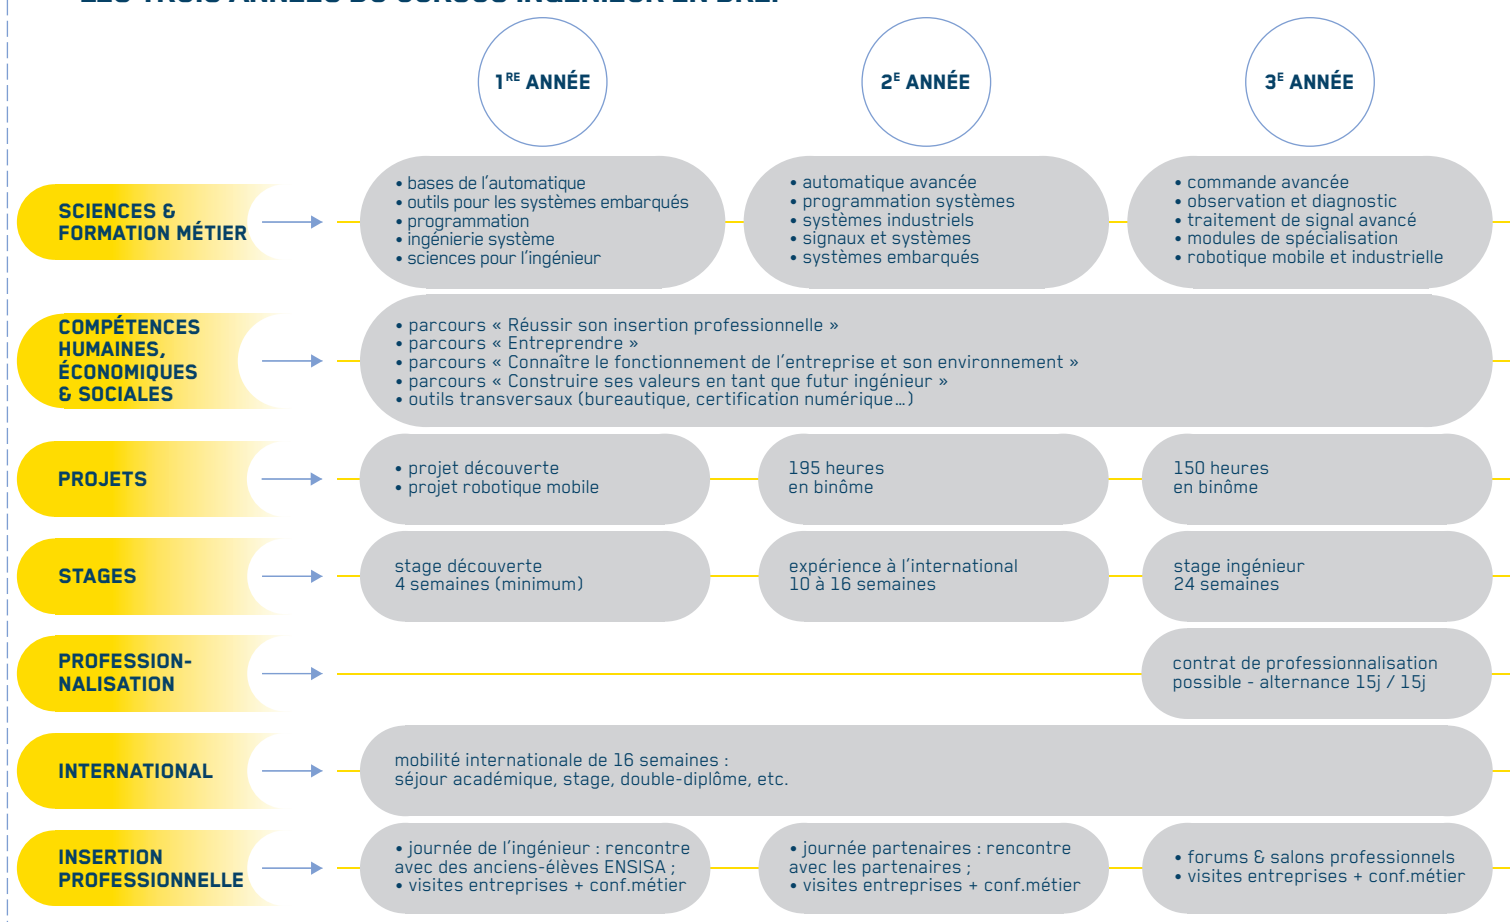 LES TROIS ANNÉES DU CURSUS INGÉNIEUR EN BREF
1RE ANNÉE
2E ANNÉE
3E ANNÉE
SCIENCES &
FORMATION MÉTIER
• bases de l'automatique
• outils pour les systèmes embarqués
• programmation
• ingénierie système
• sciences pour l'ingénieur
• automatique avancée
• programmation systèmes
• systèmes industriels
• signaux et systèmes
• systèmes embarqués
• commande avancée
• observation et diagnostic
• traitement de signal avancé
• modules de spécialisation
• robotique mobile et industrielle
COMPÉTENCES
HUMAINES,
ÉCONOMIQUES
& SOCIALES
• parcours « Réussir son insertion professionnelle »
• parcours « Entreprendre »
• parcours « Connaître le fonctionnement de l'entreprise et son environnement »
• parcours « Construire ses valeurs en tant que futur ingénieur »
• outils transversaux (bureautique, certification numérique…)
PROJETS
• projet découverte
• projet robotique mobile
195 heures
en binôme
150 heures
en binôme
STAGES
stage découverte
4 semaines (minimum)
expérience à l'international
10 à 16 semaines
stage ingénieur
24 semaines
PROFESSION-
NALISATION
contrat de professionnalisation
possible - alternance 15j / 15j
INTERNATIONAL
mobilité internationale de 16 semaines :
séjour académique, stage, double-diplôme, etc.
INSERTION
PROFESSIONNELLE
• journée de l'ingénieur : rencontre
avec des anciens-élèves ENSISA ;
• visites entreprises + conf.métier
• journée partenaires : rencontre
avec les partenaires ;
• visites entreprises + conf.métier
• forums & salons professionnels
• visites entreprises + conf.métier